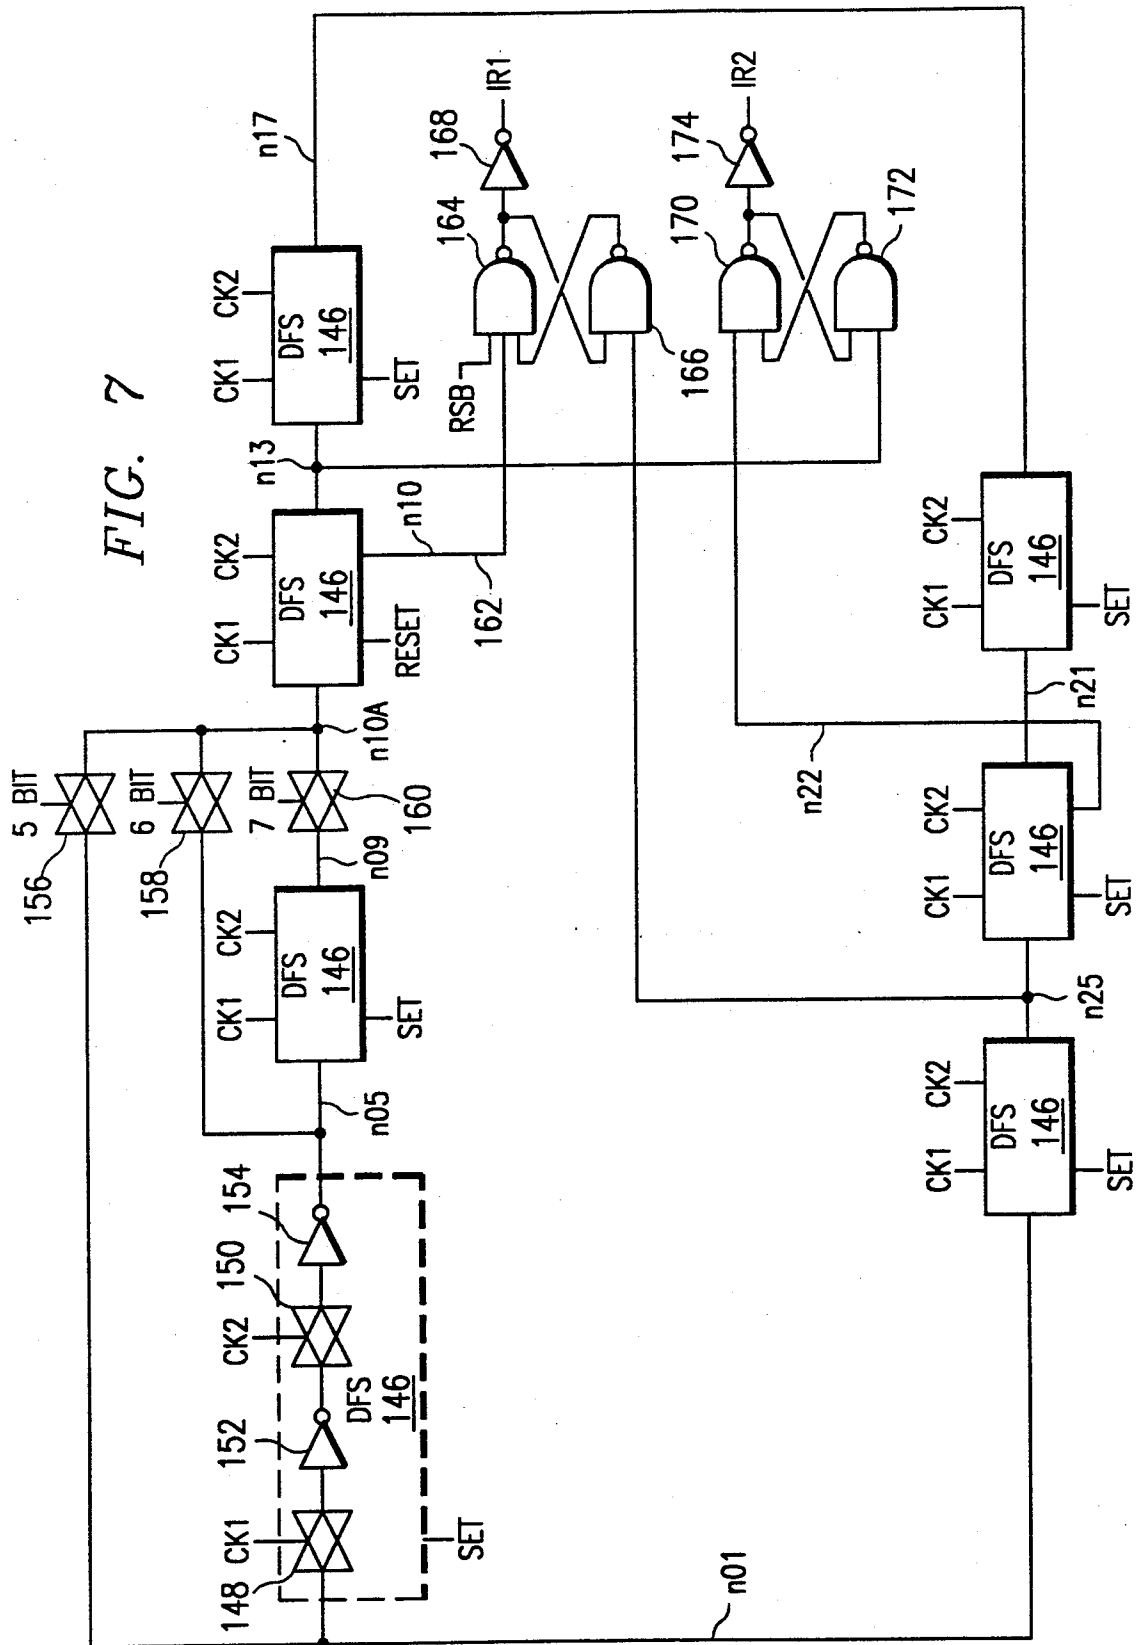 FIG. 7
5 BIT
156
6 BIT
158
7 BIT
160
n10A
n09
n05
CK1
CK2
148
152
150
154
DFS
146
SET
CK1
CK2
DFS
146
SET
CK1
CK2
DFS
146
RESET
n10
162
n13
CK1
CK2
DFS
146
SET
n17
RSB
164
168
IR1
166
170
174
IR2
172
n22
n01
CK1
CK2
DFS
146
SET
n25
CK1
CK2
DFS
146
SET
n21
CK1
CK2
DFS
146
SET